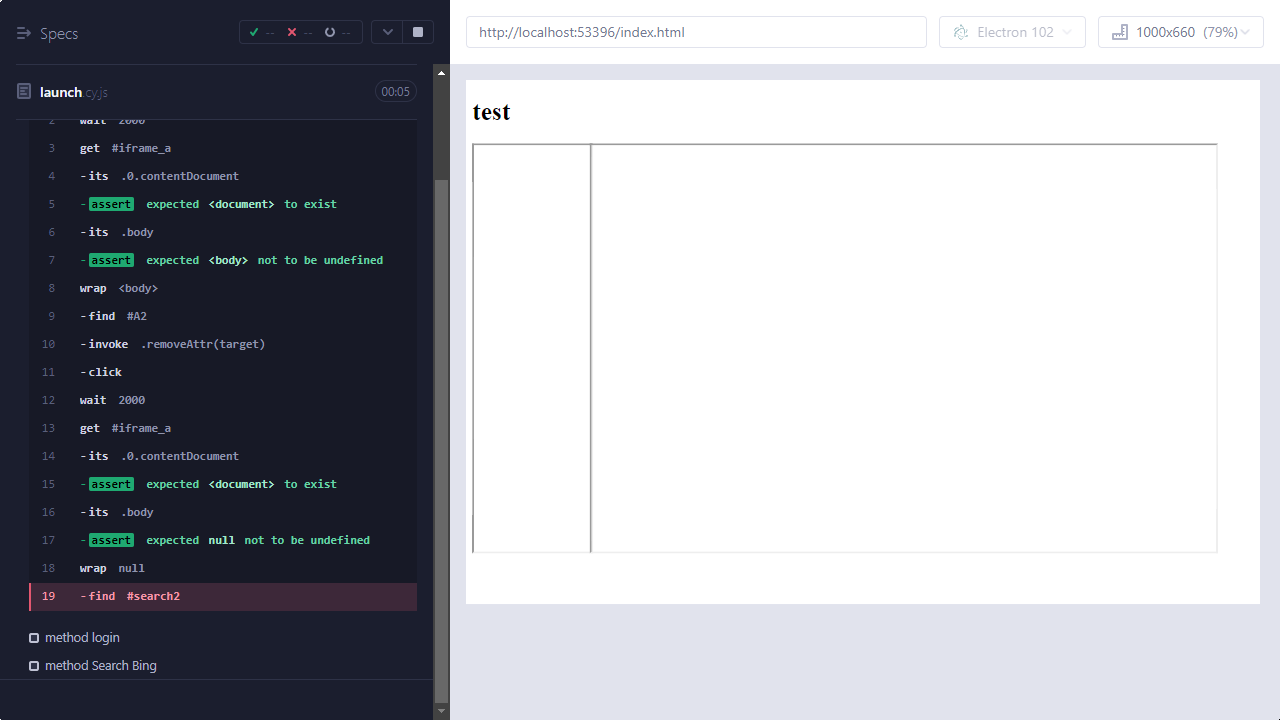 Specs
-- -- --
http://localhost:53396/index.html
Electron 102
1000x660 (79%)
launch cy.js
00:05
2 wait 2000
3 get #iframe_a
4 -its .0.contentDocument
5 -assert expected <document> to exist
6 -its .body
7 -assert expected <body> not to be undefined
8 wrap <body>
9 -find #A2
10 -invoke .removeAttr(target)
11 -click
12 wait 2000
13 get #iframe_a
14 -its .0.contentDocument
15 -assert expected <document> to exist
16 -its .body
17 -assert expected null not to be undefined
18 wrap null
19 -find #search2
method login
method Search Bing
test